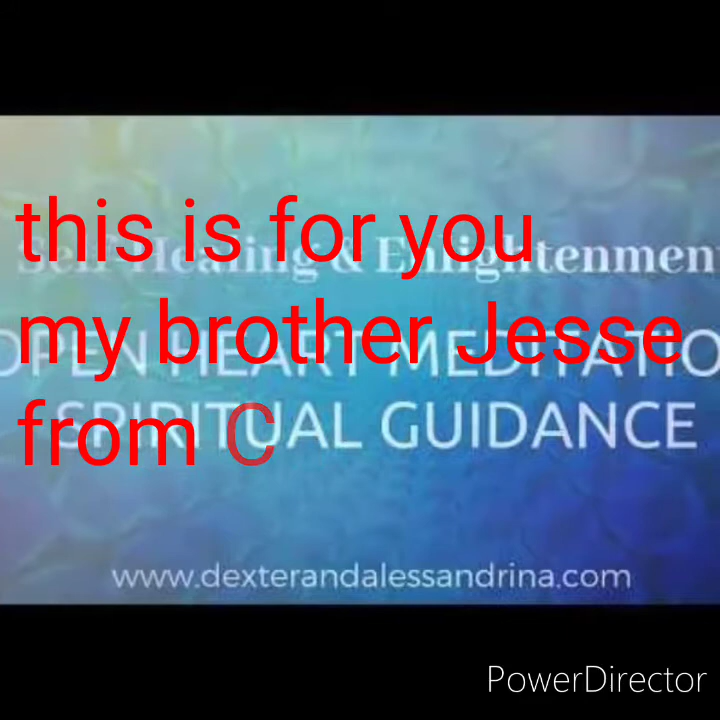 this is for you
Self-Healing & Enlightenmen
my brother Jesse
OPEN HEART MEDITATIO
from C
SPIRITUAL GUIDANCE
www.dexterandalessandrina.com
PowerDirector